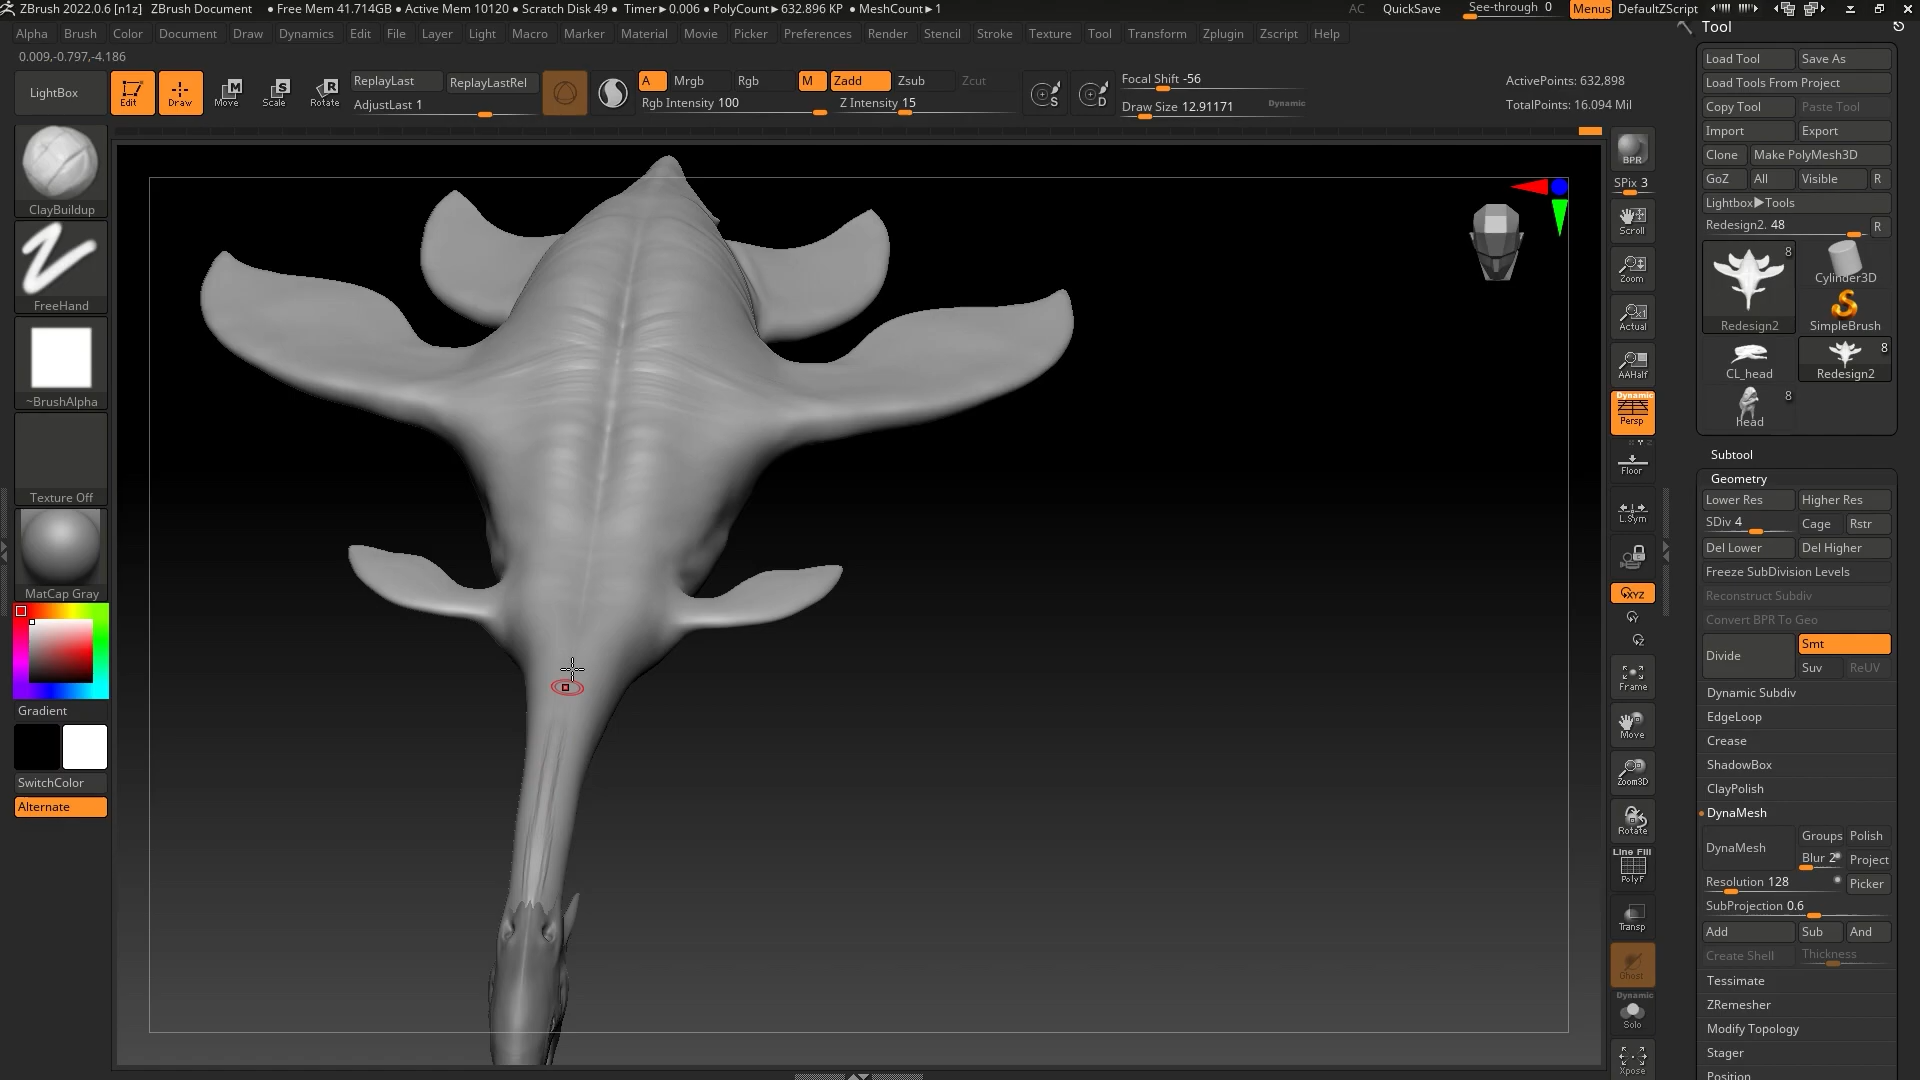 ZBrush 2022.0.6 [n1z] ZBrush Document ● Free Mem 41.714GB ● Active Mem 10120 ● Scratch Disk 49 ● Timer►0.006 ● PolyCount►632.896 KP ● MeshCount►1 AC QuickSave See-through 0 Menus DefaultZScript
Alpha Brush Color Document Draw Dynamics Edit File Layer Light Macro Marker Material Movie Picker Preferences Render Stencil Stroke Texture Tool Transform Zplugin Zscript Help
0.009,-0.797,-4.186
LightBox
Edit Draw Move Scale Rotate
ReplayLast ReplayLastRel
AdjustLast 1
A Mrgb Rgb M Zadd Zsub Zcut
Rgb Intensity 100 Z Intensity 15
S D
Focal Shift -56
Draw Size 12.91171 Dynamic
ActivePoints: 632,898
TotalPoints: 16.094 Mil
ClayBuildup
FreeHand
~BrushAlpha
Texture Off
MatCap Gray
Gradient
SwitchColor
Alternate
BPR
SPix 3
Scroll
Zoom
Actual
AAHalf
Dynamic
Persp
Floor
L.Sym
XYZ
Y
Z
Frame
Move
Zoom3D
Rotate
Line Fill
PolyF
Transp
Ghost
Dynamic
Solo
Xpose
Tool
Load Tool Save As
Load Tools From Project
Copy Tool Paste Tool
Import Export
Clone Make PolyMesh3D
GoZ All Visible R
Lightbox►Tools
Redesign2. 48 R
8
Redesign2
Cylinder3D
SimpleBrush
CL_head
8
Redesign2
8
head
Subtool
Geometry
Lower Res Higher Res
SDiv 4 Cage Rstr
Del Lower Del Higher
Freeze SubDivision Levels
Reconstruct Subdiv
Convert BPR To Geo
Divide Smt
Suv ReUV
Dynamic Subdiv
EdgeLoop
Crease
ShadowBox
ClayPolish
DynaMesh
DynaMesh Groups Polish
Blur 2 Project
Resolution 128 Picker
SubProjection 0.6
Add Sub And
Create Shell Thickness
Tessimate
ZRemesher
Modify Topology
Stager
Position